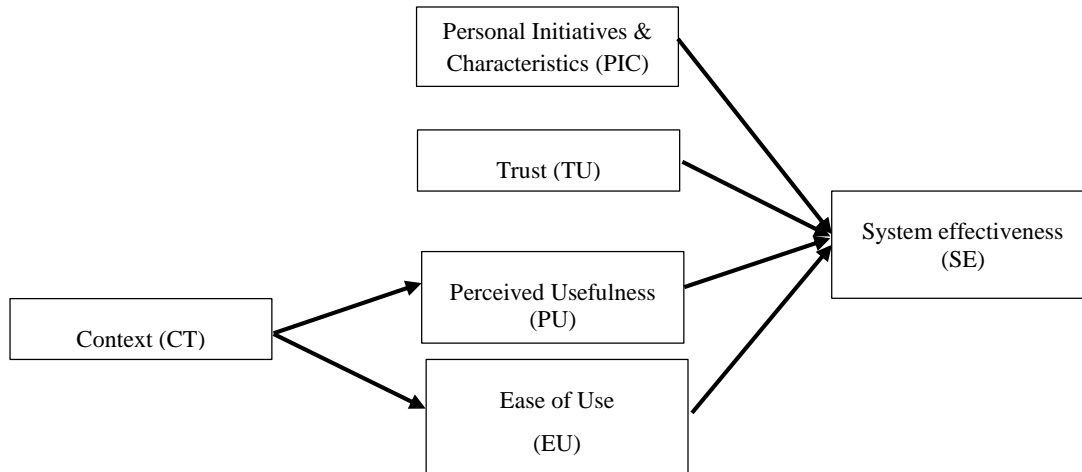 Personal Initiatives &
Characteristics (PIC)
Trust (TU)
System effectiveness
(SE)
Perceived Usefulness
(PU)
Context (CT)
Ease of Use
(EU)